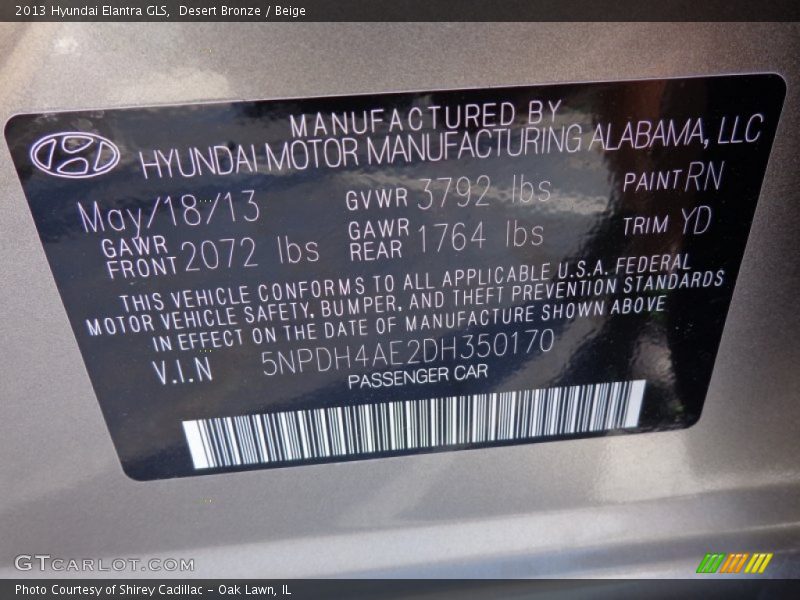 2013 Hyundai Elantra GLS, Desert Bronze / Beige
MANUFACTURED BY
HYUNDAI MOTOR MANUFACTURING ALABAMA, LLC
May/18/13 GVWR 3792 lbs PAINT RN
GAWR FRONT 2072 lbs GAWR REAR 1764 lbs TRIM YD
THIS VEHICLE CONFORMS TO ALL APPLICABLE U.S.A. FEDERAL
MOTOR VEHICLE SAFETY, BUMPER, AND THEFT PREVENTION STANDARDS
IN EFFECT ON THE DATE OF MANUFACTURE SHOWN ABOVE
V.I.N 5NPDH4AE2DH350170
PASSENGER CAR
GTCARLOT.COM
Photo Courtesy of Shirey Cadillac - Oak Lawn, IL